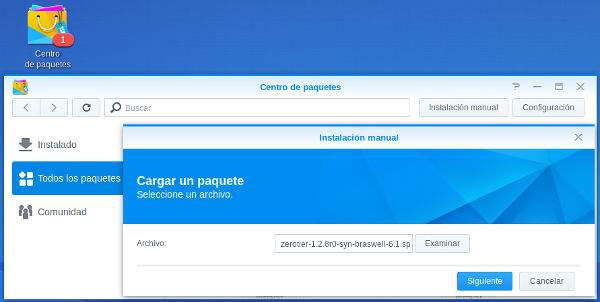 1
Centro
de paquetes
Centro de paquetes
Buscar
Instalación manual
Configuración
Instalado
Todos los paquetes
Comunidad
Instalación manual
Cargar un paquete
Seleccione un archivo.
Archivo:
zerotier-1.2.8r0-syn-braswell-6.1.sp
Examinar
Siguiente
Cancelar